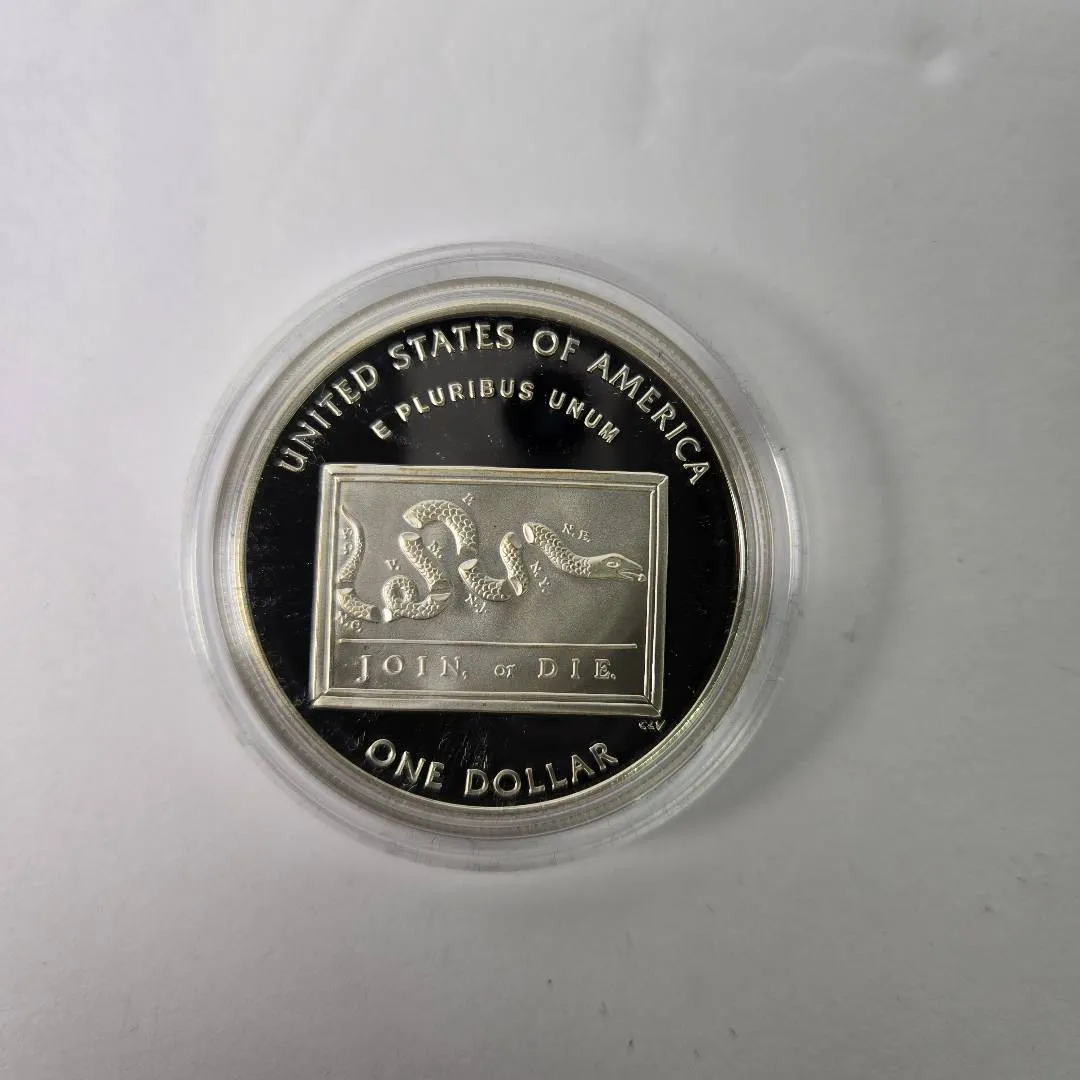 UNITED STATES OF AMERICA
E PLURIBUS UNUM
B
N.E.
M.
V.
N.Y.
N.J.
N.C.
JOIN, or DIE.
ONE DOLLAR